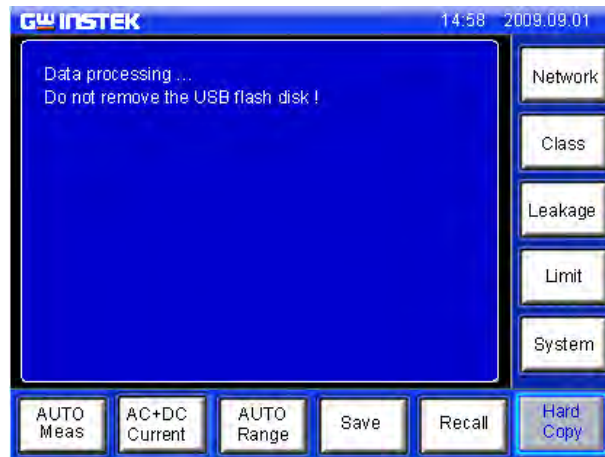 GW INSTEK 14:58 2009.09.01
Data processing ...
Do not remove the USB flash disk !
Network
Class
Leakage
Limit
System
AUTO
Meas
AC+DC
Current
AUTO
Range
Save
Recall
Hard
Copy